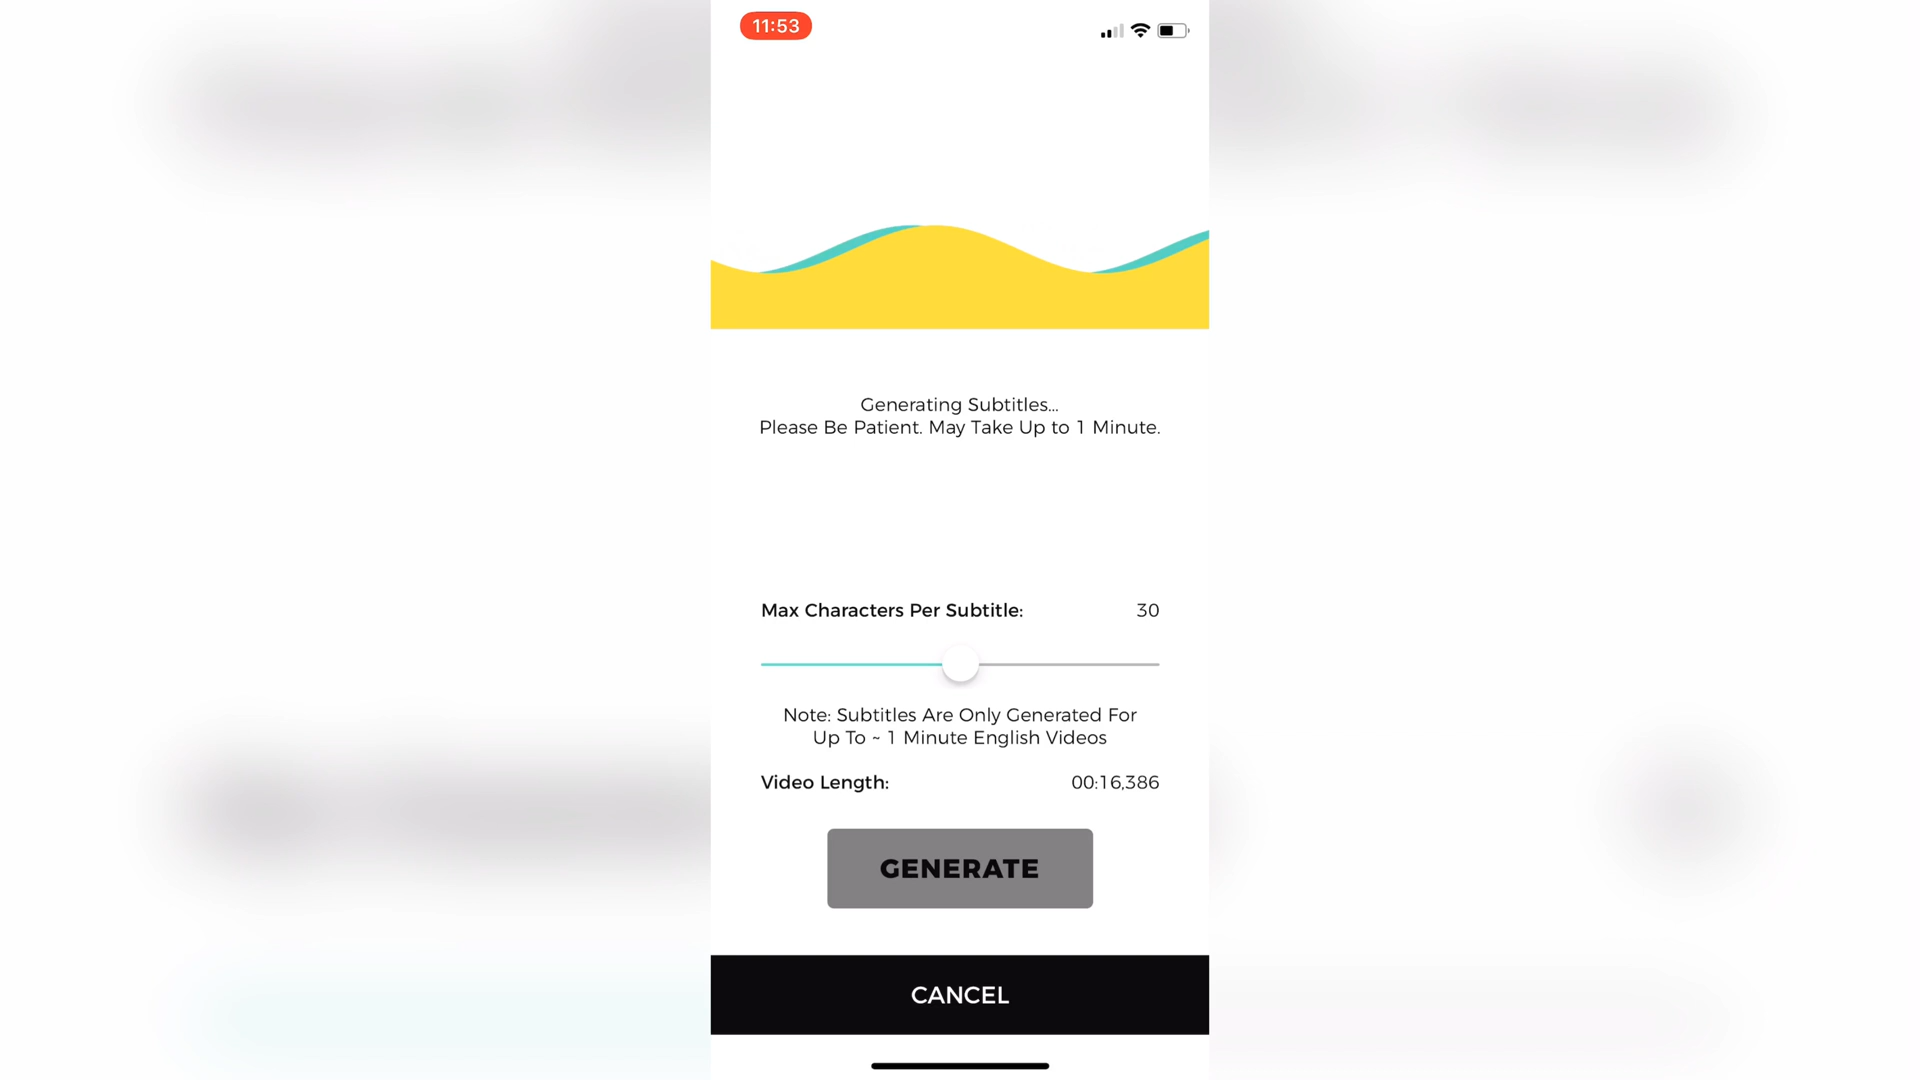 11:53
Generating Subtitles...
Please Be Patient. May Take Up to 1 Minute.
Max Characters Per Subtitle: 30
Note: Subtitles Are Only Generated For
Up To ~ 1 Minute English Videos
Video Length: 00:16,386
GENERATE
CANCEL